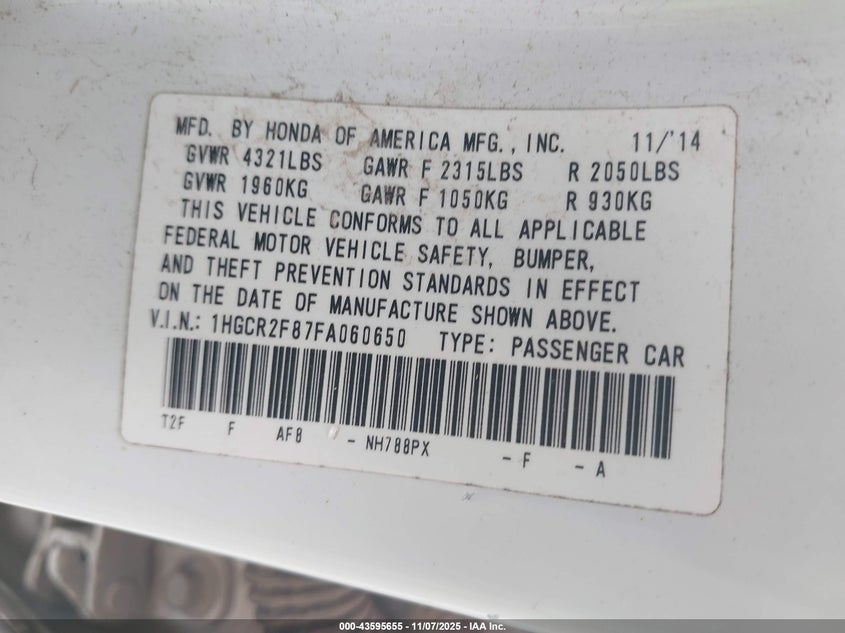 MFD. BY HONDA OF AMERICA MFG., INC. 11/'14
GVWR 4321LBS GAWR F 2315LBS R 2050LBS
GVWR 1960KG GAWR F 1050KG R 930KG
THIS VEHICLE CONFORMS TO ALL APPLICABLE
FEDERAL MOTOR VEHICLE SAFETY, BUMPER,
AND THEFT PREVENTION STANDARDS IN EFFECT
ON THE DATE OF MANUFACTURE SHOWN ABOVE.
V.I.N.: 1HGCR2F87FA060650 TYPE: PASSENGER CAR
T2F F AF8 - NH788PX - F - A
000-43595655 - 11/07/2025 - IAA Inc.